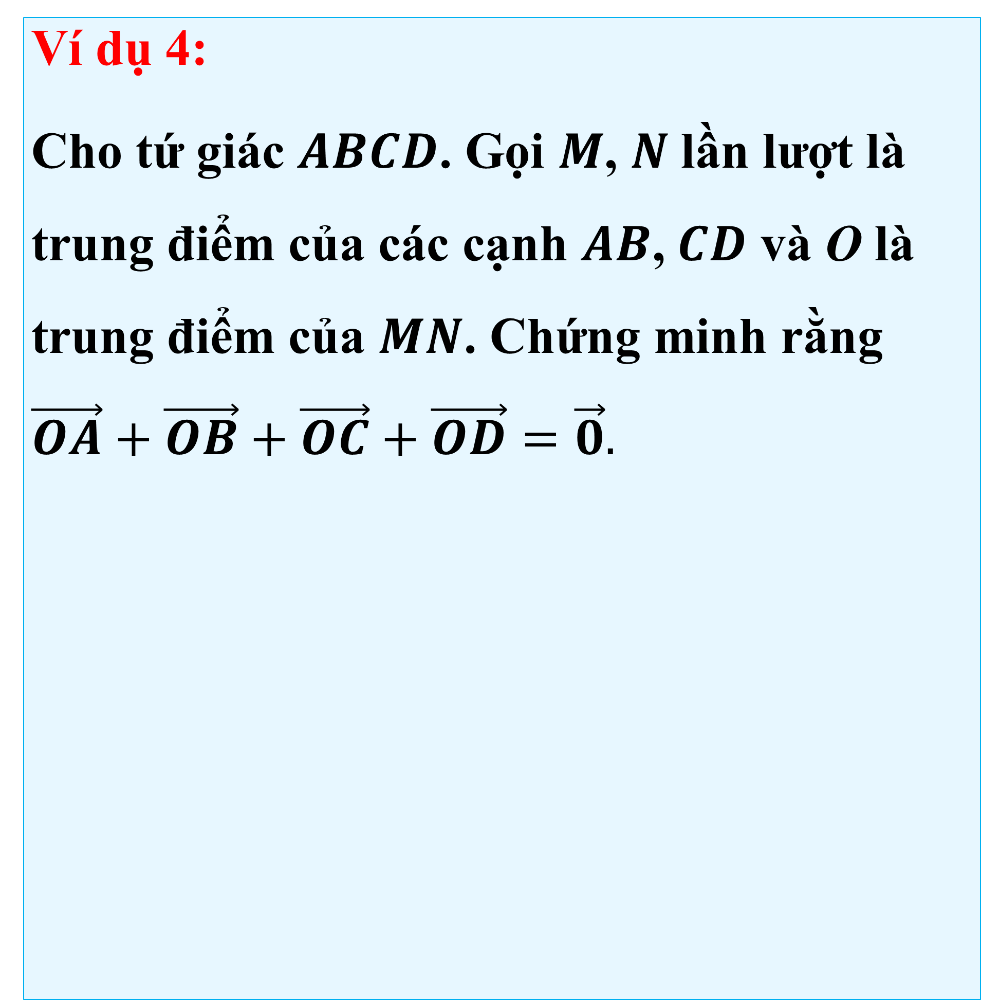 Ví dụ 4:
Cho tứ giác ABCD. Gọi M, N lần lượt là
trung điểm của các cạnh AB, CD và O là
trung điểm của MN. Chứng minh rằng
$\overrightarrow{OA} + \overrightarrow{OB} + \overrightarrow{OC} + \overrightarrow{OD} = \overrightarrow{0}$.